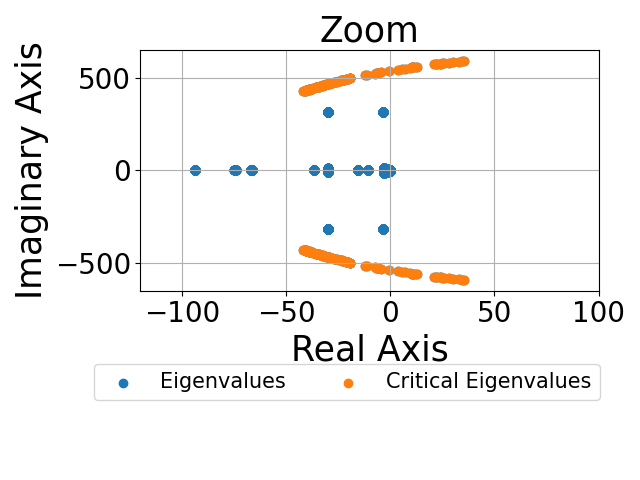 Zoom
Imaginary Axis
500
0
−500
−100 −50 0 50 100
Real Axis
Eigenvalues Critical Eigenvalues